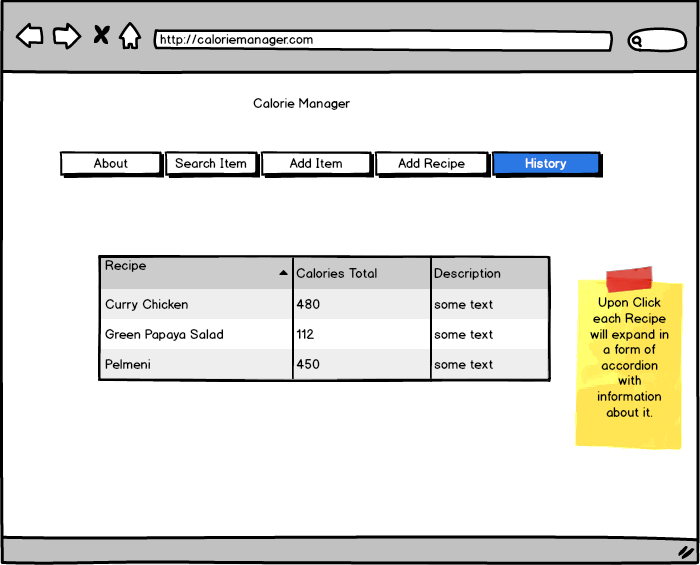 http://caloriemanager.com
Calorie Manager
About
Search Item
Add Item
Add Recipe
History
Recipe
Calories Total
Description
Curry Chicken
480
some text
Green Papaya Salad
112
some text
Pelmeni
450
some text
Upon Click
each Recipe
will expand in
a form of
accordion
with
information
about it.